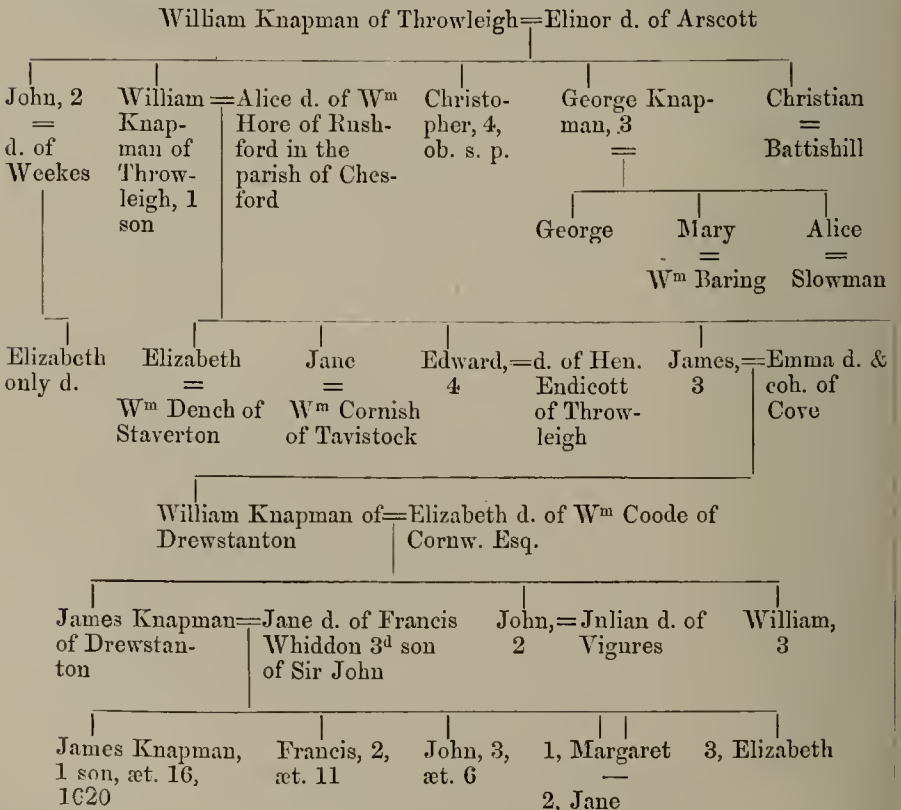 William Knapman of Throwleigh=Elinor d. of Arscott
John, 2
=
d. of
Weekes
William
Knap-
man of
Throw-
leigh, 1
son
=Alice d. of Wm
Hore of Rush-
ford in the
parish of Ches-
ford
Christo-
pher, 4,
ob. s. p.
George Knap-
man, 3
=
Christian
=
Battishill
George
Mary
=
Wm Baring
Alice
=
Slowman
Elizabeth
only d.
Elizabeth
=
Wm Dench of
Staverton
Jane
=
Wm Cornish
of Tavistock
Edward,
4
=d. of Hen.
Endicott
of Throw-
leigh
James,
3
=Emma d. &
coh. of
Cove
William Knapman of
Drewstanton
=Elizabeth d. of Wm Coode of
Cornw. Esq.
James Knapman
of Drewstan-
ton
=Jane d. of Francis
Whiddon 3d son
of Sir John
John,
2
=Julian d. of
Vigures
William,
3
James Knapman,
1 son, æt. 16,
1620
Francis, 2,
æt. 11
John, 3,
æt. 6
1, Margaret
—
2, Jane
3, Elizabeth